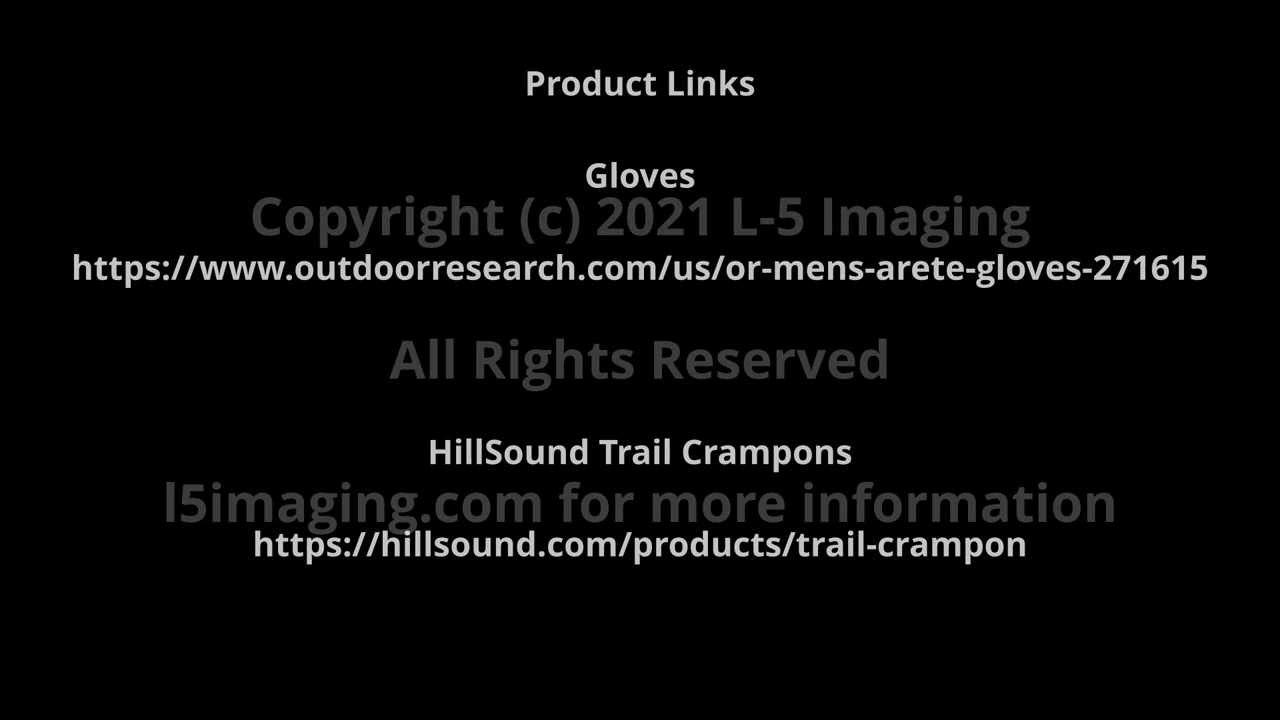 Product Links
Gloves
Copyright (c) 2021 L-5 Imaging
https://www.outdoorresearch.com/us/or-mens-arete-gloves-271615
All Rights Reserved
HillSound Trail Crampons
l5imaging.com for more information
https://hillsound.com/products/trail-crampon